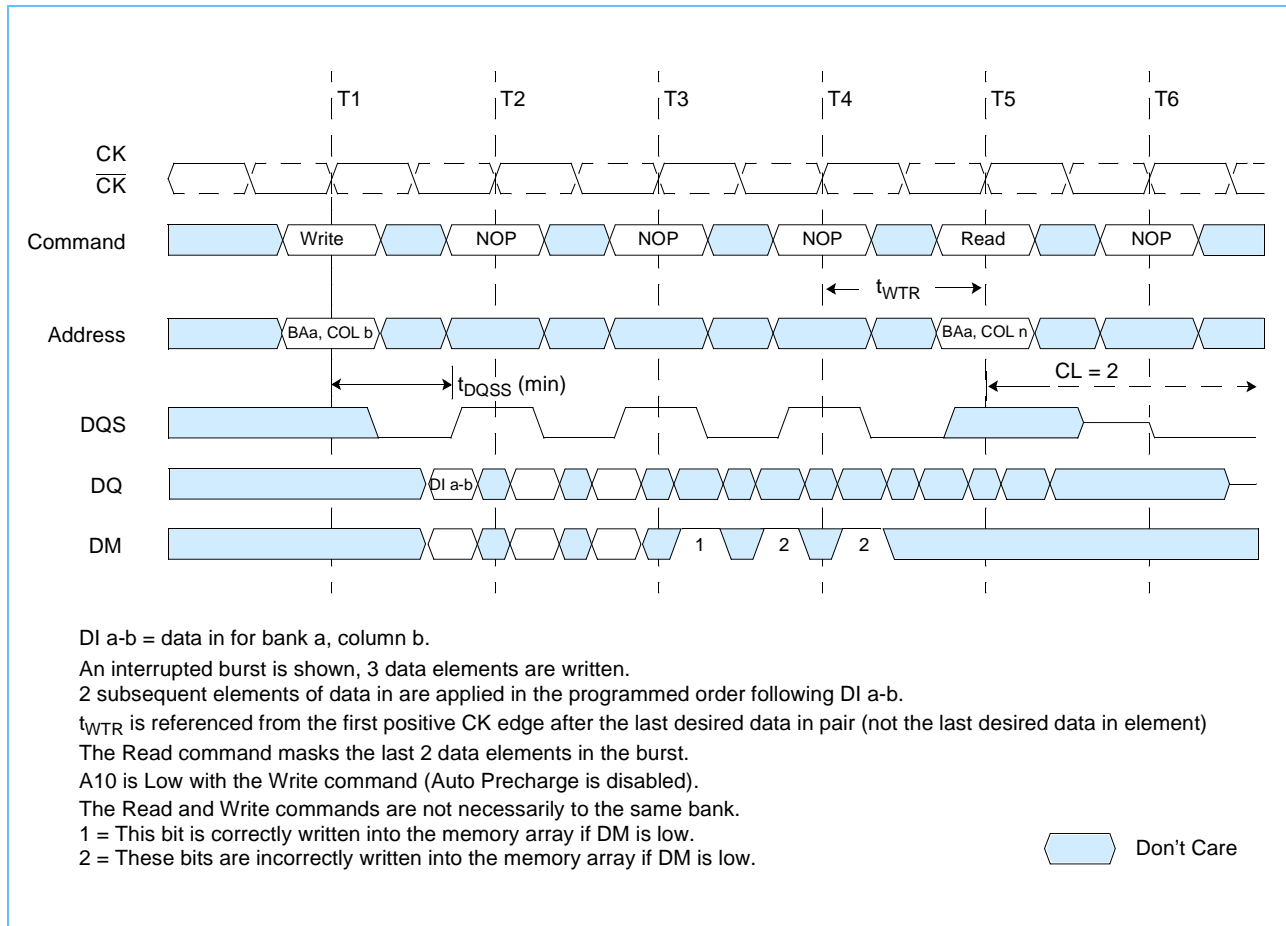 T1 T2 T3 T4 T5 T6
CK
CK
Command Write NOP NOP NOP Read NOP
tWTR
Address BAa, COL b BAa, COL n
tDQSS (min) CL = 2
DQS
DQ DI a-b
DM 1 2 2
DI a-b = data in for bank a, column b.
An interrupted burst is shown, 3 data elements are written.
2 subsequent elements of data in are applied in the programmed order following DI a-b.
tWTR is referenced from the first positive CK edge after the last desired data in pair (not the last desired data in element)
The Read command masks the last 2 data elements in the burst.
A10 is Low with the Write command (Auto Precharge is disabled).
The Read and Write commands are not necessarily to the same bank.
1 = This bit is correctly written into the memory array if DM is low.
2 = These bits are incorrectly written into the memory array if DM is low.
Don't Care